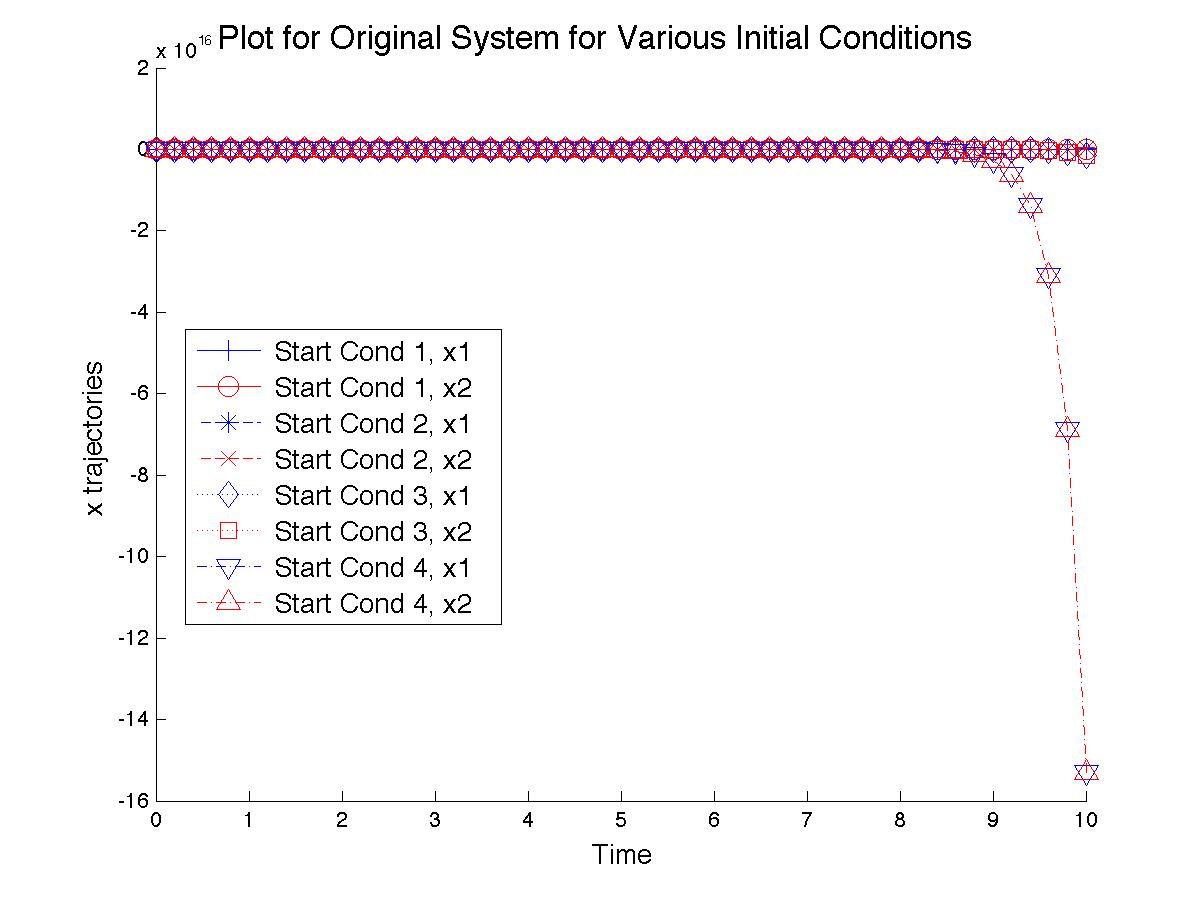 x 10^16 Plot for Original System for Various Initial Conditions
2
0
-2
-4
-6
-8
-10
-12
-14
-16
x trajectories
Start Cond 1, x1
Start Cond 1, x2
Start Cond 2, x1
Start Cond 2, x2
Start Cond 3, x1
Start Cond 3, x2
Start Cond 4, x1
Start Cond 4, x2
0 1 2 3 4 5 6 7 8 9 10
Time